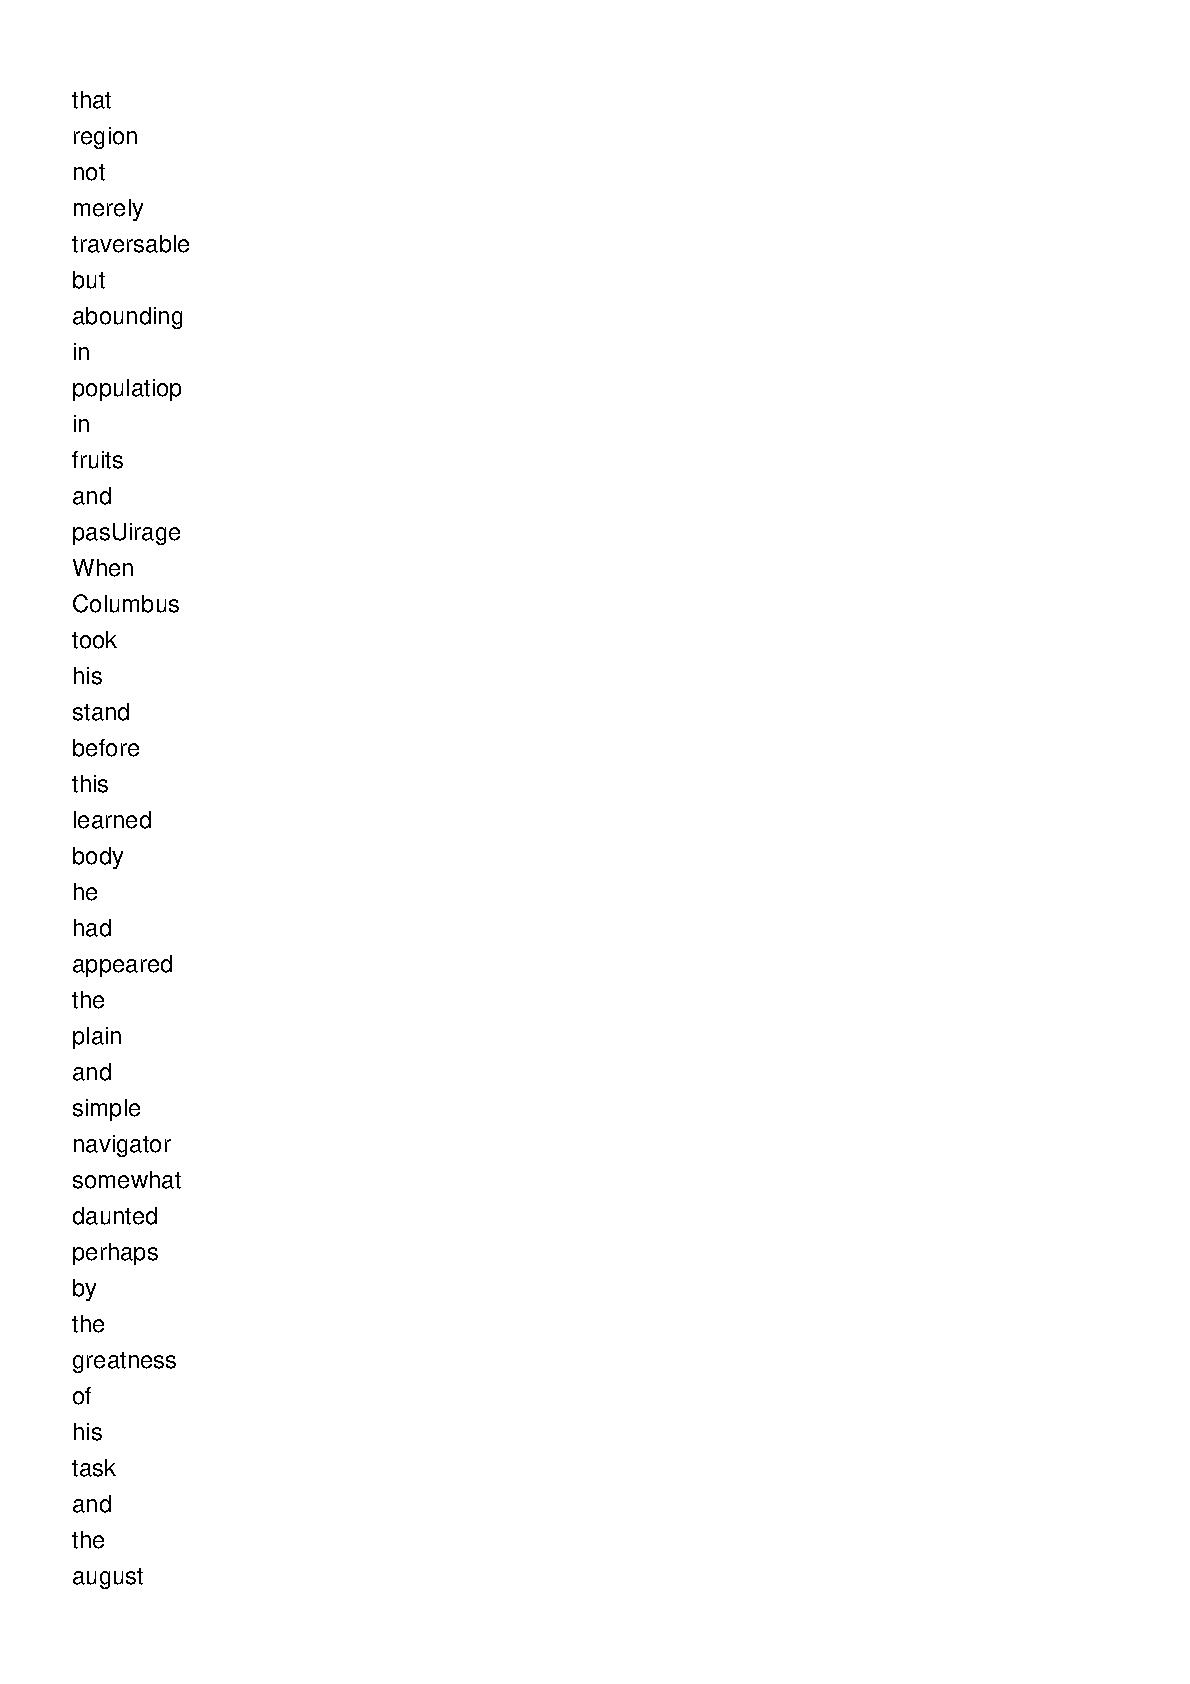 that
region
not
merely
traversable
but
abounding
in
populatiop
in
fruits
and
pasUirage
When
Columbus
took
his
stand
before
this
learned
body
he
had
appeared
the
plain
and
simple
navigator
somewhat
daunted
perhaps
by
the
greatness
of
his
task
and
the
august